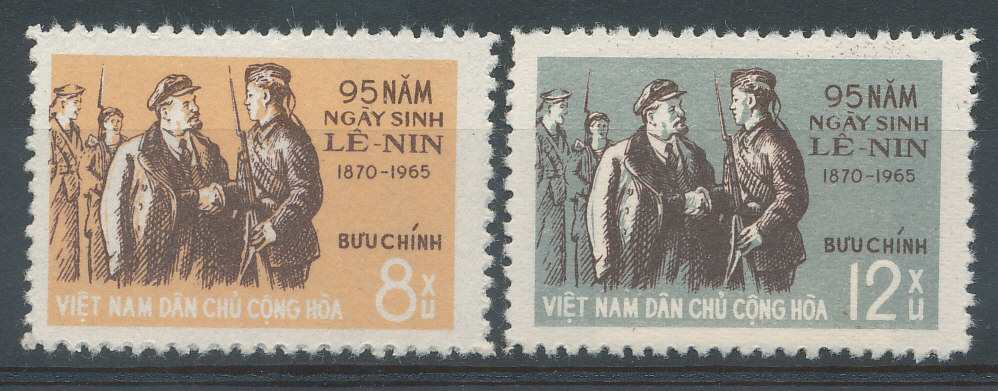 95 NĂM
NGÀY SINH
LÊ-NIN
1870-1965
BƯU CHÍNH
8 XU
VIỆT NAM DÂN CHỦ CỘNG HÒA
95 NĂM
NGÀY SINH
LÊ-NIN
1870-1965
BƯU CHÍNH
12 XU
VIỆT NAM DÂN CHỦ CỘNG HÒA